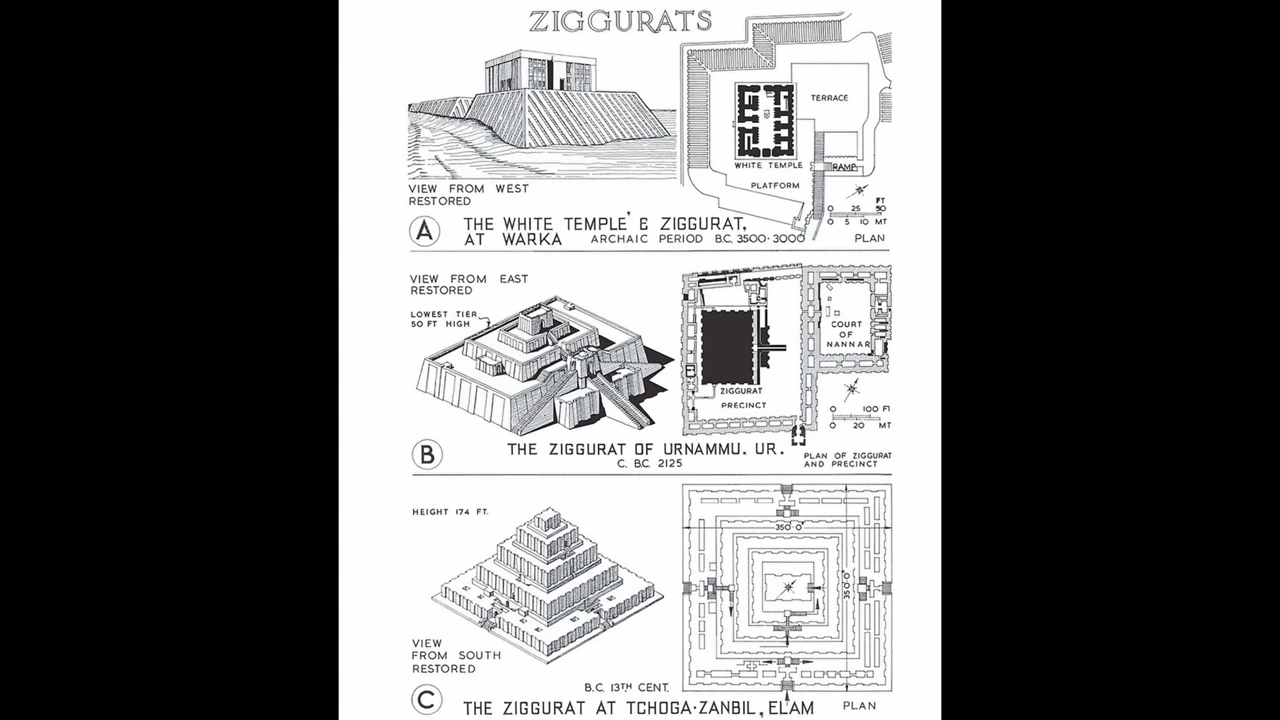 ZIGGURATS
TERRACE
WHITE TEMPLE
RAMP
PLATFORM
FT
0 25 50
0 5 10 MT
VIEW FROM WEST
RESTORED
A
THE WHITE TEMPLE & ZIGGURAT,
AT WARKA
ARCHAIC PERIOD B.C. 3500-3000
PLAN
VIEW FROM EAST
RESTORED
LOWEST TIER
50 FT HIGH
COURT
OF
NANNAR
ZIGGURAT
PRECINCT
0 100 FT
0 20 MT
B
THE ZIGGURAT OF URNAMMU. UR.
C. B.C. 2125
PLAN OF ZIGGURAT
AND PRECINCT
HEIGHT 174 FT.
350'-0"
350'-0"
VIEW
FROM SOUTH
RESTORED
B.C. 13TH CENT.
C
THE ZIGGURAT AT TCHOGA-ZANBIL, ELAM
PLAN